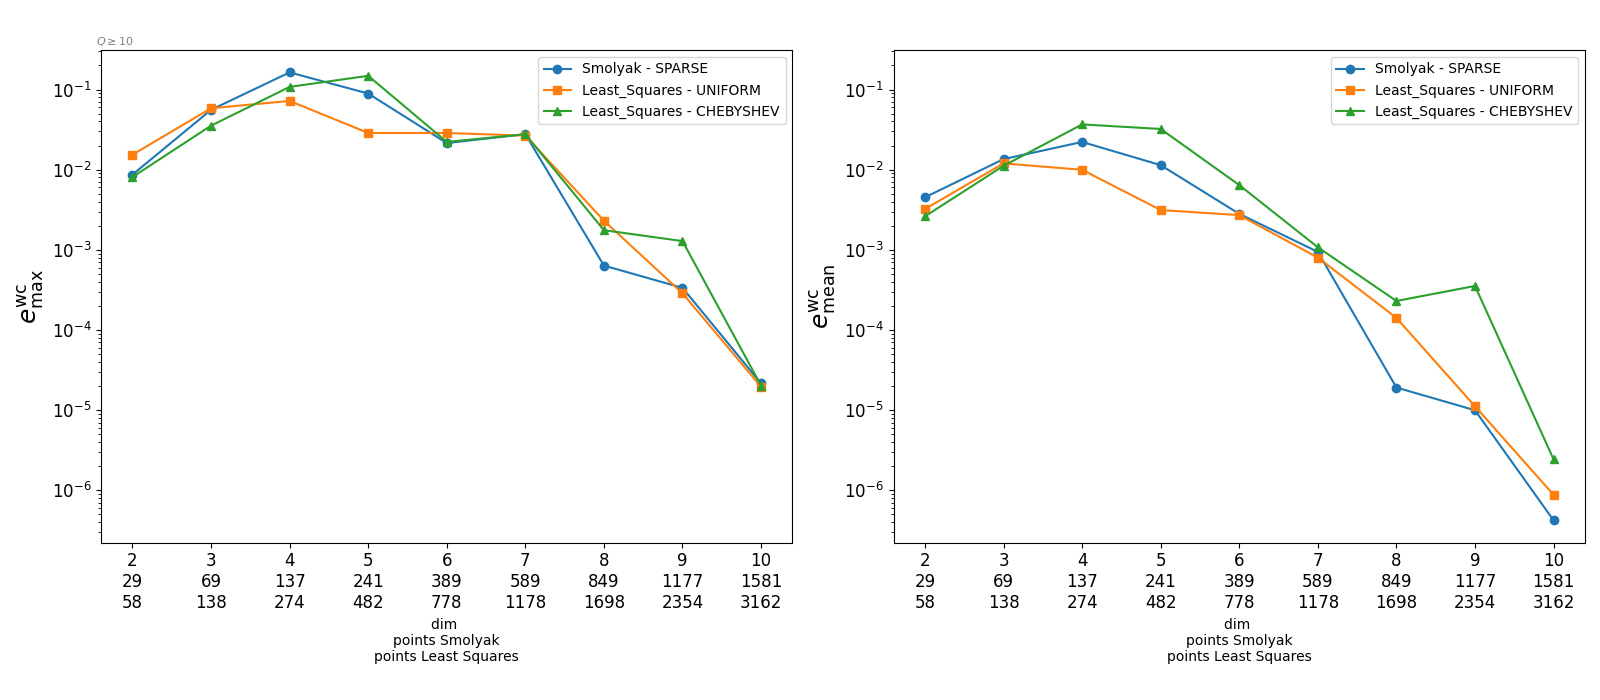 Q ≥ 10
Smolyak - SPARSE
Least_Squares - UNIFORM
Least_Squares - CHEBYSHEV
10⁻¹
10⁻²
10⁻³
10⁻⁴
10⁻⁵
10⁻⁶
e^wc_max
2 3 4 5 6 7 8 9 10
29 69 137 241 389 589 849 1177 1581
58 138 274 482 778 1178 1698 2354 3162
dim
points Smolyak
points Least Squares
Smolyak - SPARSE
Least_Squares - UNIFORM
Least_Squares - CHEBYSHEV
10⁻¹
10⁻²
10⁻³
10⁻⁴
10⁻⁵
10⁻⁶
e^wc_mean
2 3 4 5 6 7 8 9 10
29 69 137 241 389 589 849 1177 1581
58 138 274 482 778 1178 1698 2354 3162
dim
points Smolyak
points Least Squares